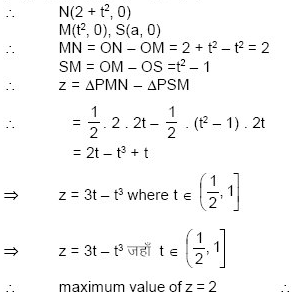 ∴ N(2 + t², 0)
M(t², 0), S(a, 0)
∴ MN = ON – OM = 2 + t² – t² = 2
SM = OM – OS =t² – 1
∴ z = ΔPMN – ΔPSM
∴ = 1/2 . 2 . 2t – 1/2 . (t² – 1) . 2t
= 2t – t³ + t
⇒ z = 3t – t³ where t ∈ (1/2, 1]
⇒ z = 3t – t³ जहाँ t ∈ (1/2, 1]
∴ maximum value of z = 2 ∴